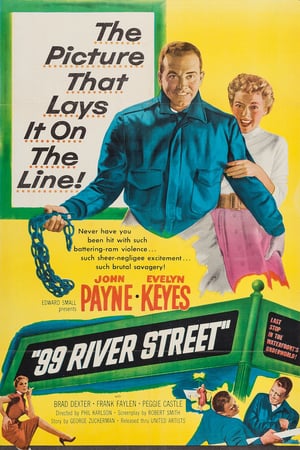 The
Picture
That
Lays
It On
The
Line!
Never have you
been hit with such
battering-ram violence...
such sheer-negligee excitement...
such brutal savagery!
EDWARD SMALL
presents
JOHN EVELYN
PAYNE · KEYES
"99 RIVER STREET"
LAST
STOP IN
THE
WATERFRONT'S
UNDERWORLD!
with
BRAD DEXTER · FRANK FAYLEN · PEGGIE CASTLE
Directed by PHIL KARLSON · Screenplay by ROBERT SMITH
Story by GEORGE ZUCKERMAN · Released thru UNITED ARTISTS